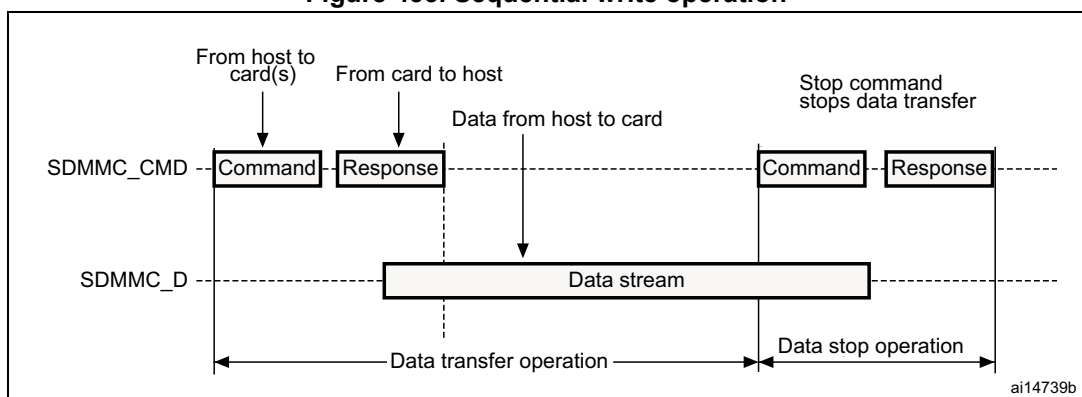 Figure Sequential write operation
From host to
card(s)
From card to host
Stop command
stops data transfer
Data from host to card
SDMMC_CMD
Command
Response
Command
Response
SDMMC_D
Data stream
Data transfer operation
Data stop operation
ai14739b